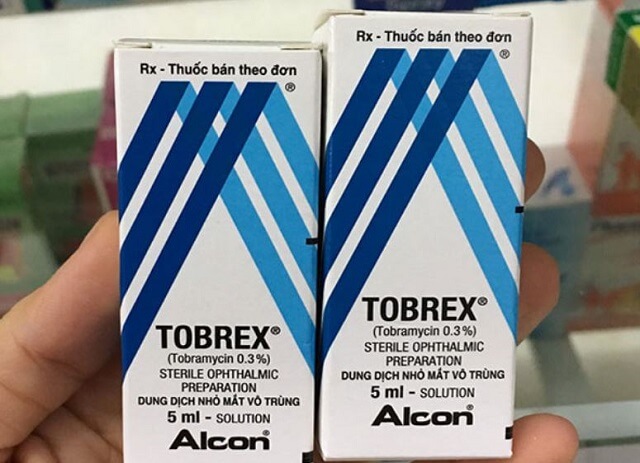 Rx - Thuốc bán theo đơn
®
TOBREX®
(Tobramycin 0.3%)
STERILE OPHTHALMIC
PREPARATION
DUNG DỊCH NHỎ MẮT VÔ TRÙNG
5 ml - SOLUTION
Alcon®
Rx - Thuốc bán theo đơn
®
TOBREX®
(Tobramycin 0.3%)
STERILE OPHTHALMIC
PREPARATION
DUNG DỊCH NHỎ MẮT VÔ TRÙNG
5 ml - SOLUTION
Alcon®